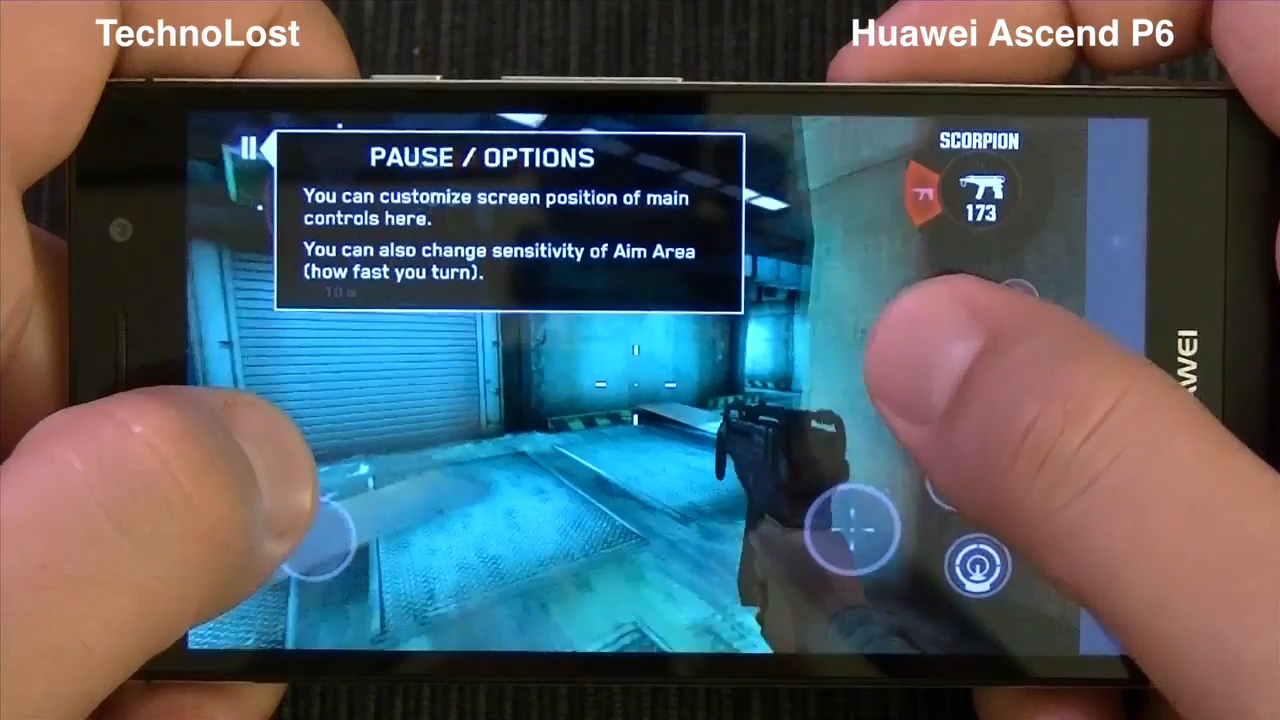 TechnoLost
Huawei Ascend P6
PAUSE / OPTIONS
You can customize screen position of main
controls here.
You can also change sensitivity of Aim Area
(how fast you turn).
10 m
SCORPION
173